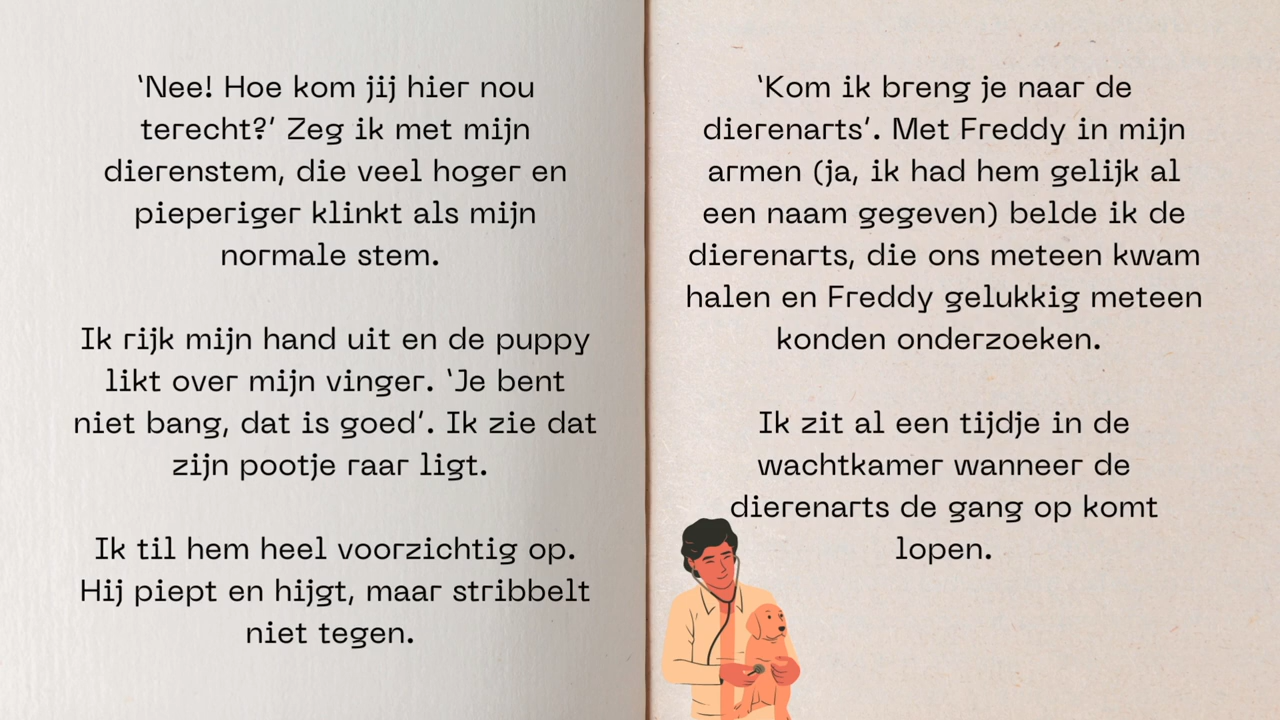 ‘Nee! Hoe kom jij hier nou
terecht?’ Zeg ik met mijn
dierenstem, die veel hoger en
pieperiger klinkt als mijn
normale stem.
Ik rijk mijn hand uit en de puppy
likt over mijn vinger. ‘Je bent
niet bang, dat is goed’. Ik zie dat
zijn pootje raar ligt.
Ik til hem heel voorzichtig op.
Hij piept en hijgt, maar stribbelt
niet tegen.
‘Kom ik breng je naar de
dierenarts’. Met Freddy in mijn
armen (ja, ik had hem gelijk al
een naam gegeven) belde ik de
dierenarts, die ons meteen kwam
halen en Freddy gelukkig meteen
konden onderzoeken.
Ik zit al een tijdje in de
wachtkamer wanneer de
dierenarts de gang op komt
lopen.